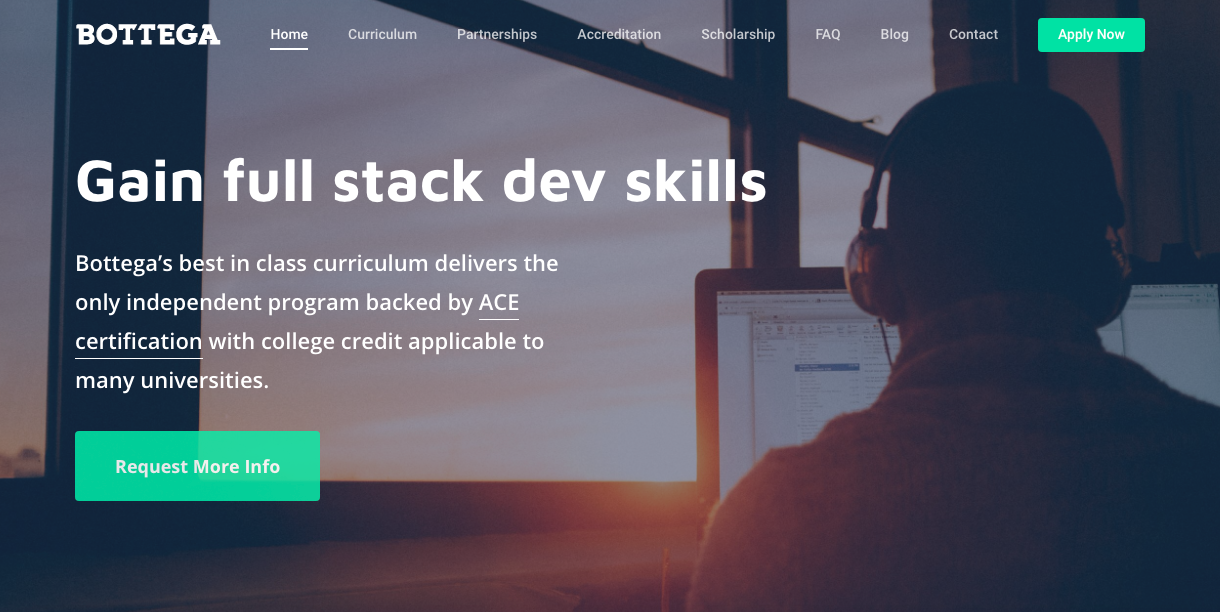 BOTTEGA
Home
Curriculum
Partnerships
Accreditation
Scholarship
FAQ
Blog
Contact
Apply Now
Gain full stack dev skills
Bottega’s best in class curriculum delivers the
only independent program backed by ACE
certification with college credit applicable to
many universities.
Request More Info